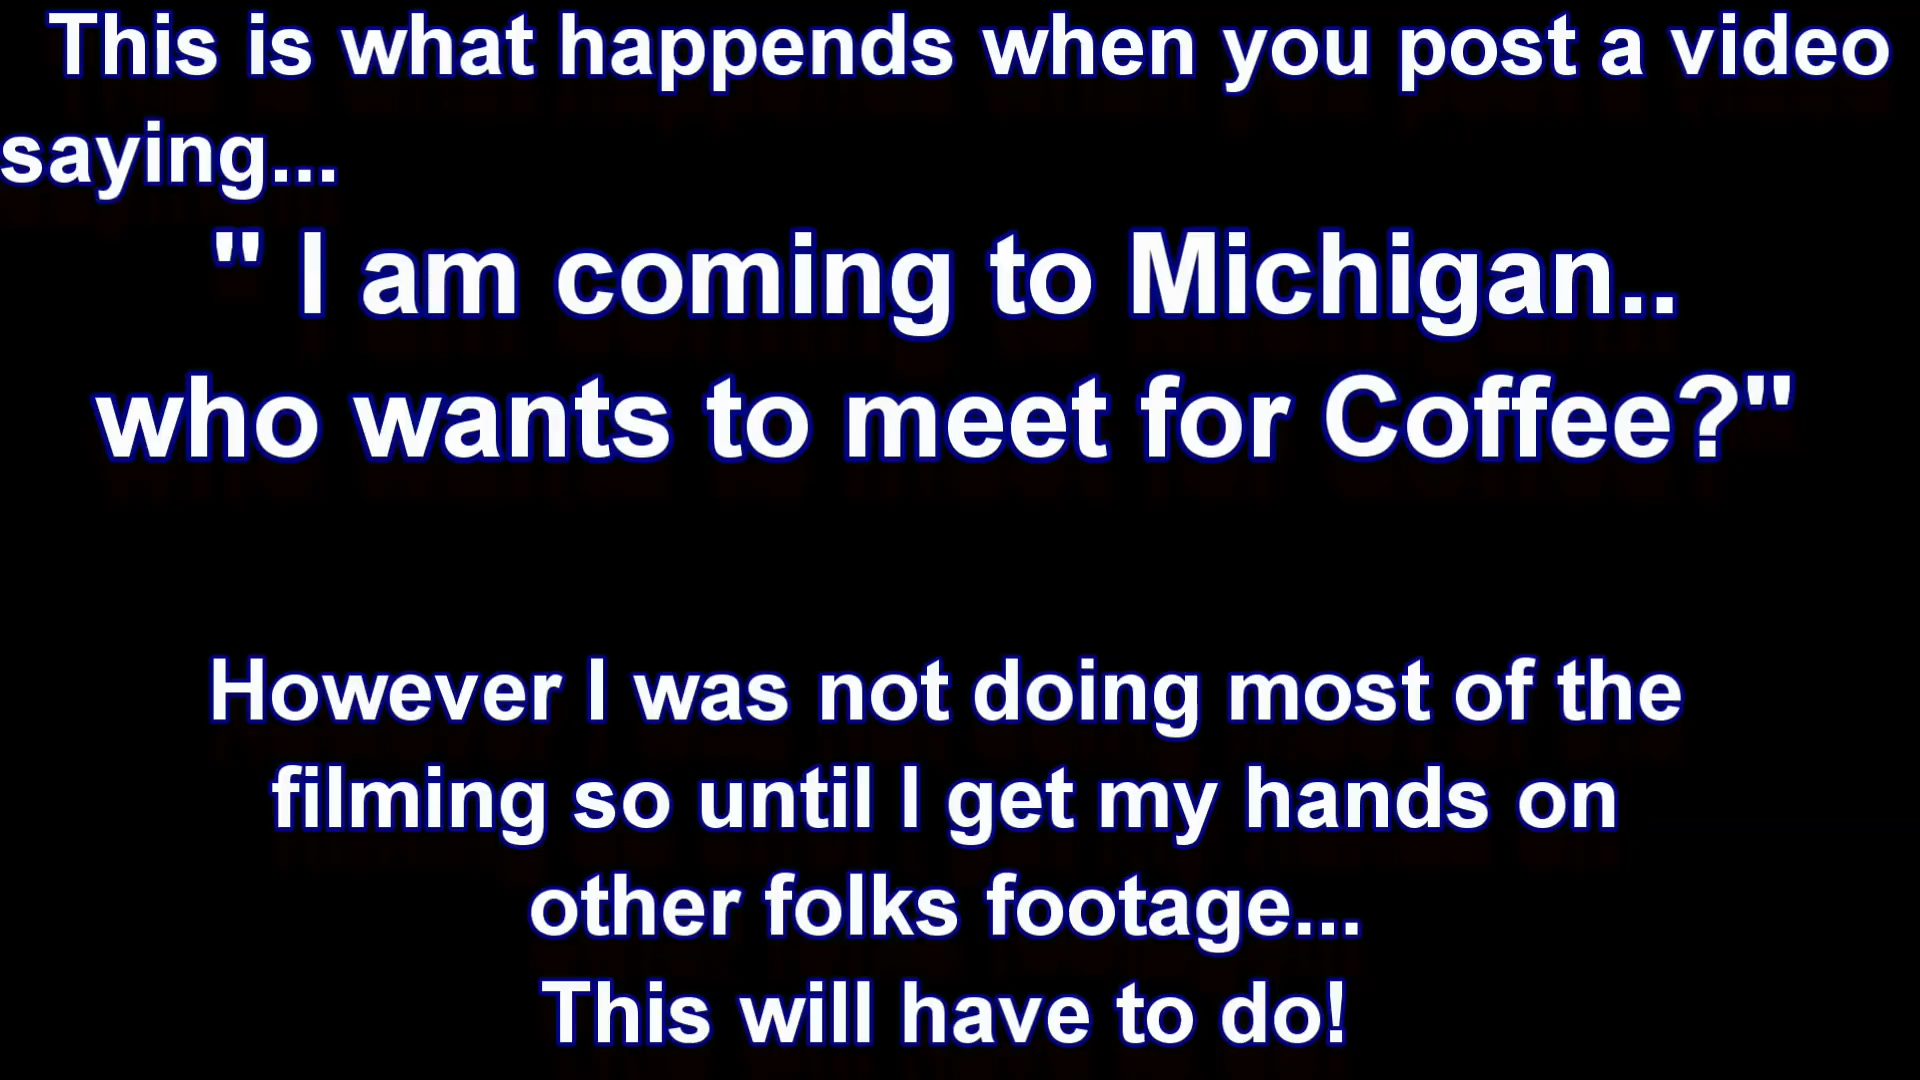 This is what happends when you post a video
saying...
" I am coming to Michigan..
who wants to meet for Coffee?"
However I was not doing most of the
filming so until I get my hands on
other folks footage...
This will have to do!